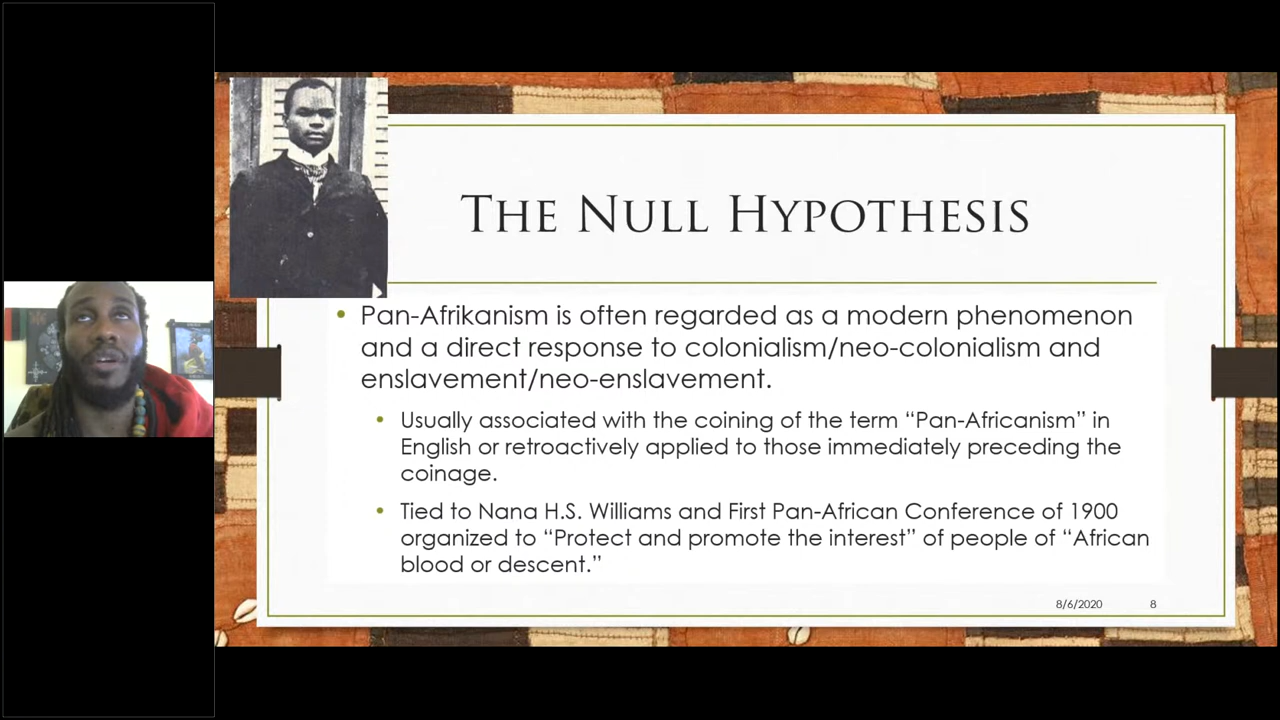 THE NULL HYPOTHESIS
• Pan-Afrikanism is often regarded as a modern phenomenon
and a direct response to colonialism/neo-colonialism and
enslavement/neo-enslavement.
• Usually associated with the coining of the term “Pan-Africanism” in
English or retroactively applied to those immediately preceding the
coinage.
• Tied to Nana H.S. Williams and First Pan-African Conference of 1900
organized to “Protect and promote the interest” of people of “African
blood or descent.”
8/6/2020 8